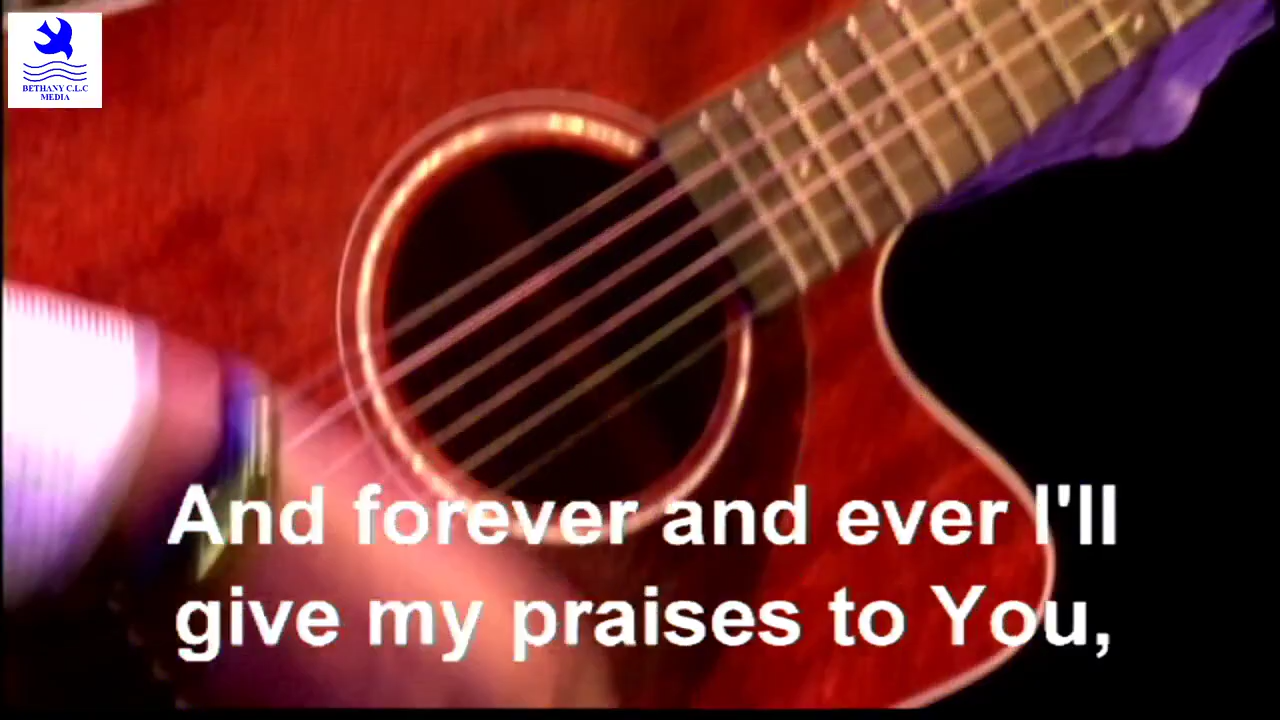 BETHANY C.L.C
MEDIA
And forever and ever I'll
give my praises to You,